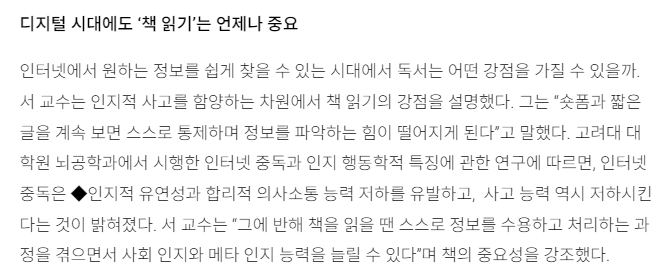 디지털 시대에도 ‘책 읽기’는 언제나 중요
인터넷에서 원하는 정보를 쉽게 찾을 수 있는 시대에서 독서는 어떤 강점을 가질 수 있을까.
서 교수는 인지적 사고를 함양하는 차원에서 책 읽기의 강점을 설명했다. 그는 “숏폼과 짧은
글을 계속 보면 스스로 통제하며 정보를 파악하는 힘이 떨어지게 된다”고 말했다. 고려대 대
학원 뇌공학과에서 시행한 인터넷 중독과 인지 행동학적 특징에 관한 연구에 따르면, 인터넷
중독은 ◆인지적 유연성과 합리적 의사소통 능력 저하를 유발하고, 사고 능력 역시 저하시킨
다는 것이 밝혀졌다. 서 교수는 “그에 반해 책을 읽을 땐 스스로 정보를 수용하고 처리하는 과
정을 겪으면서 사회 인지와 메타 인지 능력을 늘릴 수 있다”며 책의 중요성을 강조했다.